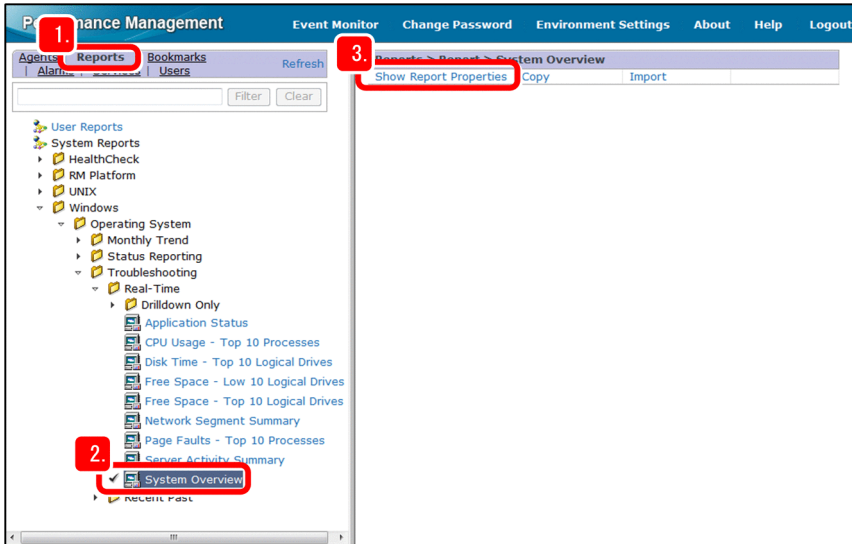 Performance Management Event Monitor Change Password Environment Settings About Help Logout
1.
Agents Reports Bookmarks Refresh
| Alarms | Services | Users
Filter Clear
3.
Reports > Report > System Overview
Show Report Properties Copy Import
User Reports
System Reports
HealthCheck
RM Platform
UNIX
Windows
Operating System
Monthly Trend
Status Reporting
Troubleshooting
Real-Time
Drilldown Only
Application Status
CPU Usage - Top 10 Processes
Disk Time - Top 10 Logical Drives
Free Space - Low 10 Logical Drives
Free Space - Top 10 Logical Drives
Network Segment Summary
Page Faults - Top 10 Processes
2.
Server Activity Summary
System Overview
Recent Past